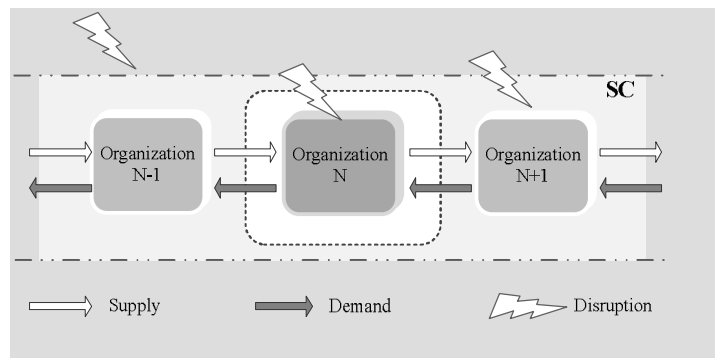 SC
Organization
N-1
Organization
N
Organization
N+1
Supply
Demand
Disruption